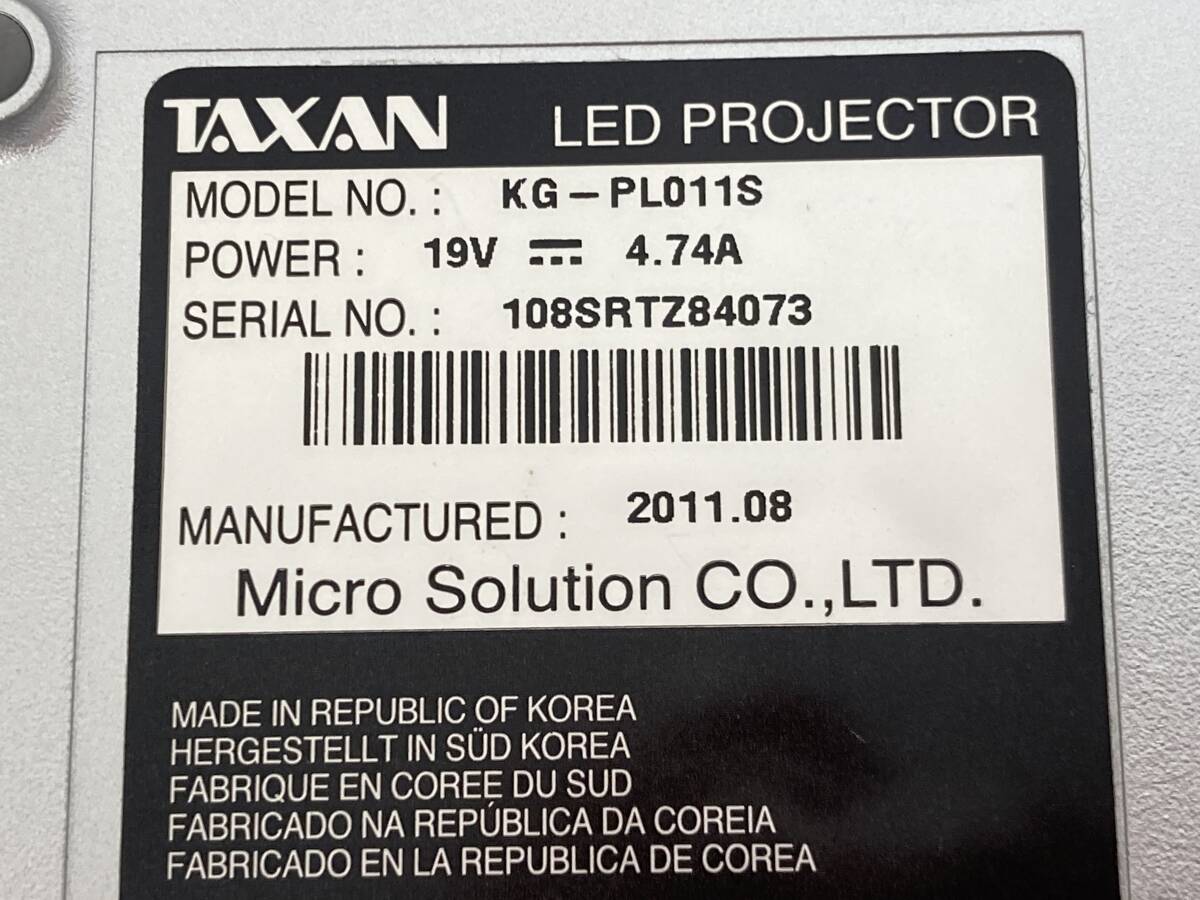 TAXAN LED PROJECTOR
MODEL NO. : KG-PL011S
POWER : 19V ⎓ 4.74A
SERIAL NO. : 108SRTZ84073
MANUFACTURED : 2011.08
Micro Solution CO.,LTD.
MADE IN REPUBLIC OF KOREA
HERGESTELLT IN SÜD KOREA
FABRIQUE EN COREE DU SUD
FABRICADO NA REPÚBLICA DA COREIA
FABRICADO EN LA REPUBLICA DE COREA